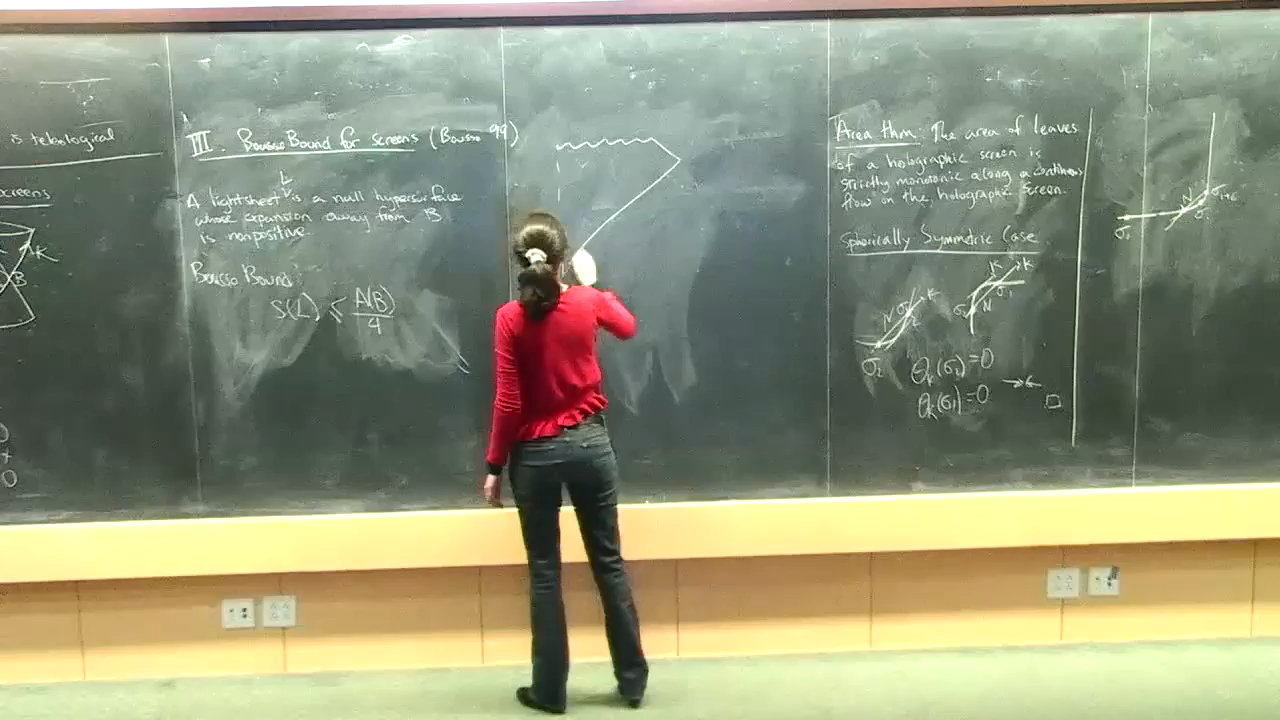 is teleological
screens
K
B
+
0
III. Bousso Bound for Screens (Bousso 99)
L
A lightsheet is a null hypersurface
whose expansion away from B
is nonpositive
Bousso Bound:
S(L) ≤ A(B)/4
Area thm: The area of leaves
of a holographic screen is
strictly monotonic along a continuous
flow on the holographic screen.
Spherically Symmetric Case
N σ₁ K
σ₂
K K
σ₁
N
θₖ(σ₂)=0
θₖ(σ₁)=0 →← □
N